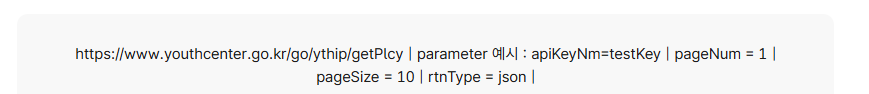 https://www.youthcenter.go.kr/go/ythip/getPlcy | parameter 예시 : apiKeyNm=testKey | pageNum = 1 |
pageSize = 10 | rtnType = json |